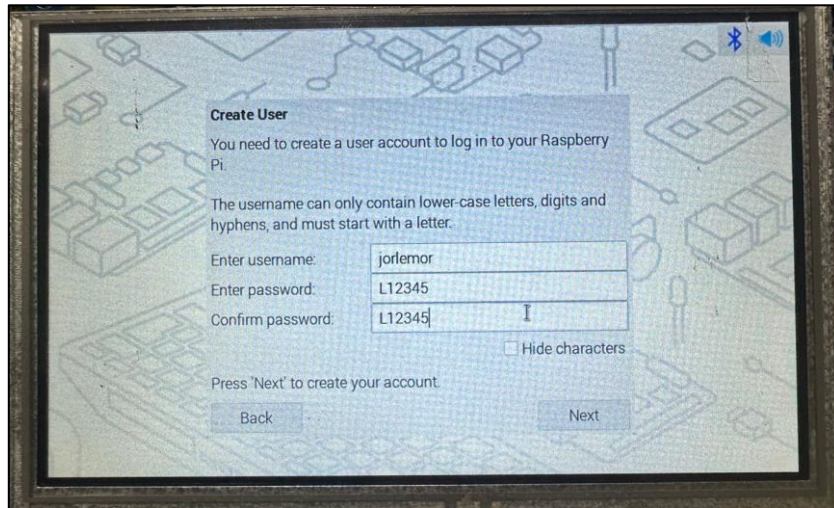 Create User
You need to create a user account to log in to your Raspberry
Pi.
The username can only contain lower-case letters, digits and
hyphens, and must start with a letter.
Enter username: jorlemor
Enter password: L12345
Confirm password: L12345
Hide characters
Press 'Next' to create your account.
Back Next